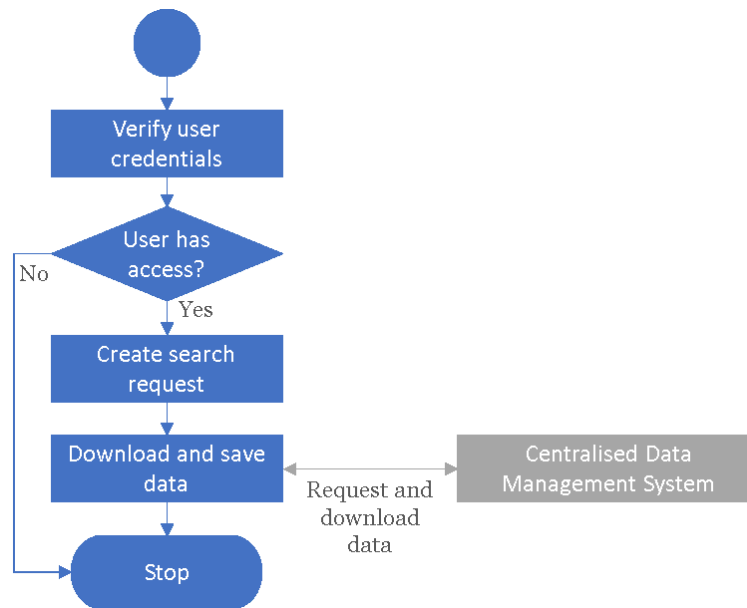 Verify user
credentials
User has
access?
No
Yes
Create search
request
Download and save
data
Centralised Data
Management System
Request and
download
data
Stop